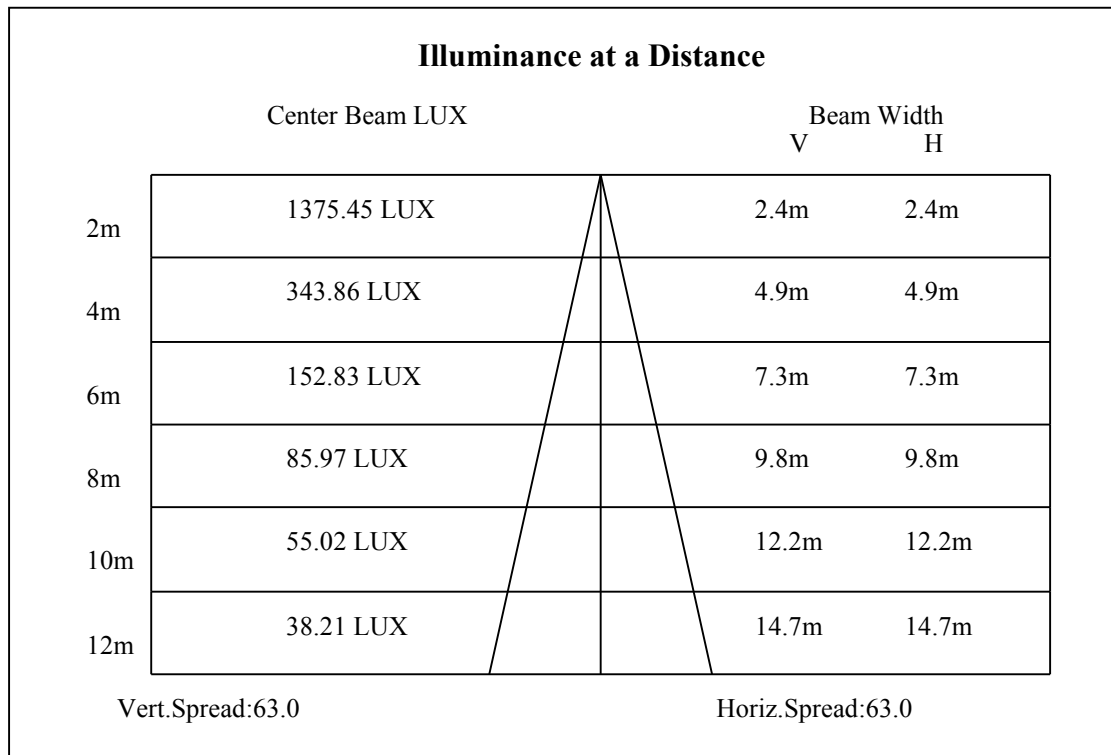 Illuminance at a Distance
Center Beam LUX Beam Width
V H
2m 1375.45 LUX 2.4m 2.4m
4m 343.86 LUX 4.9m 4.9m
6m 152.83 LUX 7.3m 7.3m
8m 85.97 LUX 9.8m 9.8m
10m 55.02 LUX 12.2m 12.2m
12m 38.21 LUX 14.7m 14.7m
Vert.Spread:63.0 Horiz.Spread:63.0